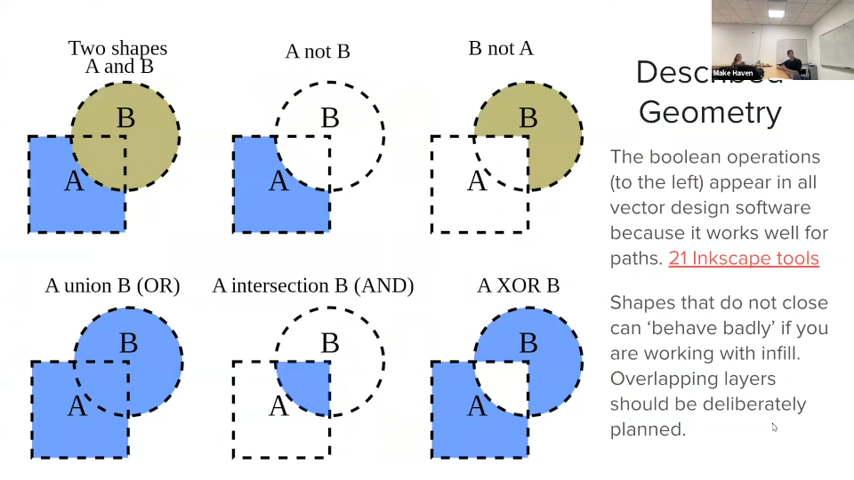 Two shapes
A and B
A not B
B not A
B
A
B
A
B
A
A union B (OR)
A intersection B (AND)
A XOR B
B
A
B
A
B
A
Make Haven
Described
Geometry
The boolean operations
(to the left) appear in all
vector design software
because it works well for
paths. 21 Inkscape tools
Shapes that do not close
can ‘behave badly’ if you
are working with infill.
Overlapping layers
should be deliberately
planned.